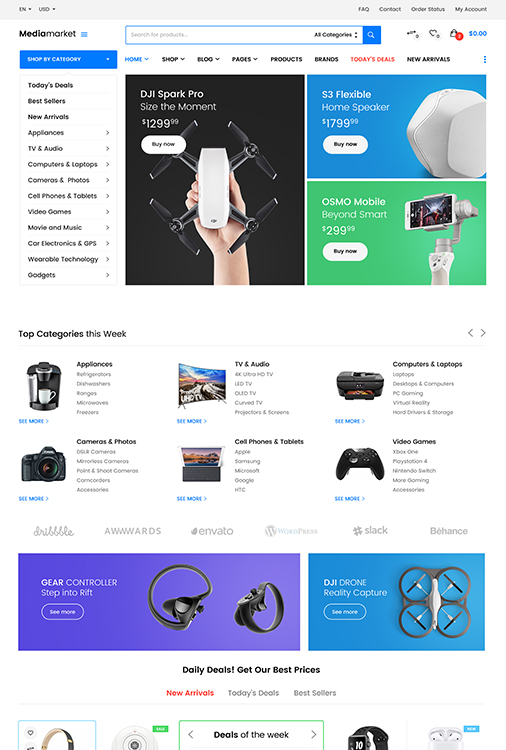 EN USD FAQ Contact Order Status My Account
Mediamarket
Search for products... All Categories
0 0 2 $0.00
SHOP BY CATEGORY
HOME SHOP BLOG PAGES PRODUCTS BRANDS TODAY'S DEALS NEW ARRIVALS
Today's Deals
Best Sellers
New Arrivals
Appliances
TV & Audio
Computers & Laptops
Cameras & Photos
Cell Phones & Tablets
Video Games
Movie and Music
Car Electronics & GPS
Wearable Technology
Gadgets
DJI Spark Pro
Size the Moment
$1299.99
Buy now
S3 Flexible
Home Speaker
$1799.99
Buy now
OSMO Mobile
Beyond Smart
$299.99
Buy now
Top Categories this Week
Appliances
Refrigerators
Dishwashers
Ranges
Microwaves
Freezers
SEE MORE
TV & Audio
4K Ultra HD TV
LED TV
OLED TV
Curved TV
Projectors & Screens
UHD TV
SEE MORE
Computers & Laptops
Laptops
Desktops & Computers
PC Gaming
Virtual Reality
Hard Drivers & Storage
SEE MORE
Cameras & Photos
DSLR Cameras
Mirrorless Cameras
Point & Shoot Cameras
Camcorders
Accessories
SEE MORE
Cell Phones & Tablets
Apple
Samsung
Microsoft
Google
HTC
SEE MORE
Video Games
Xbox One
Playstation 4
Nintendo Switch
More Gaming
Accessories
SEE MORE
dribbble AWWWARDS envato WORDPRESS slack Bēhance
GEAR CONTROLLER
Step into Rift
See more
DJI DRONE
Reality Capture
See more
Daily Deals! Get Our Best Prices
New Arrivals Today's Deals Best Sellers
SALE
Deals of the week
NEW